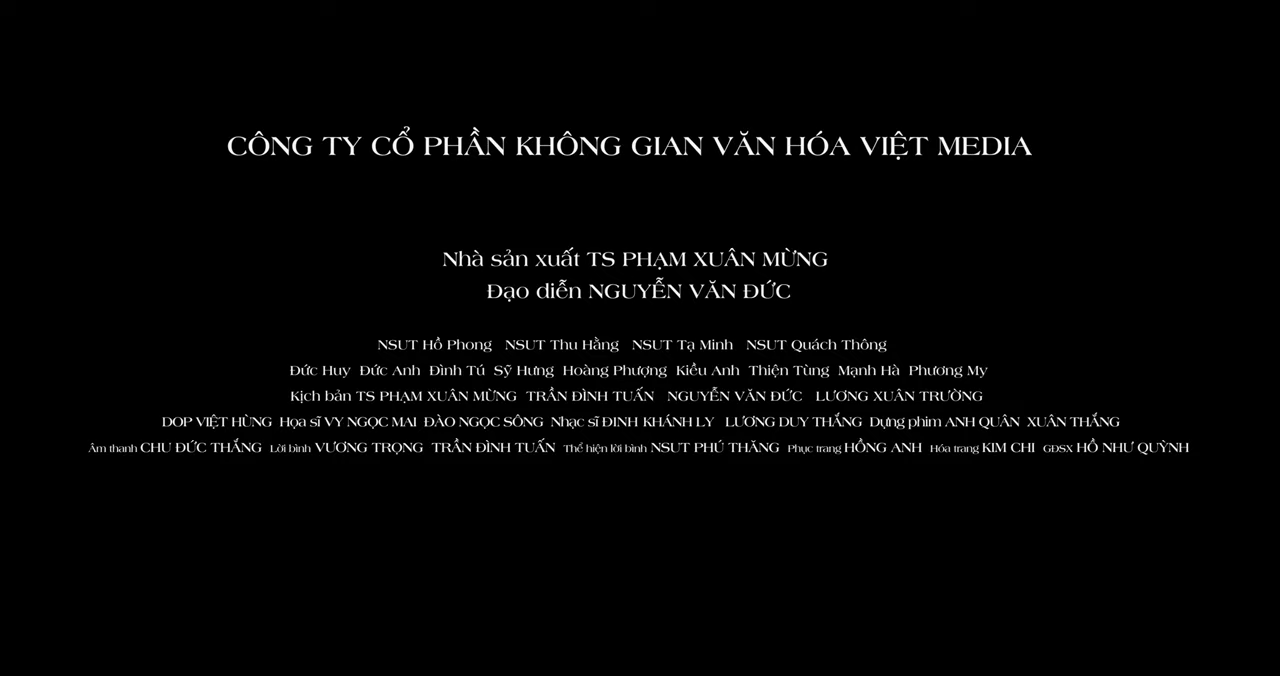 CÔNG TY CỔ PHẦN KHÔNG GIAN VĂN HÓA VIỆT MEDIA
Nhà sản xuất TS PHẠM XUÂN MỪNG
Đạo diễn NGUYỄN VĂN ĐỨC
NSUT Hồ Phong NSUT Thu Hằng NSUT Tạ Minh NSUT Quách Thông
Đức Huy Đức Anh Đình Tú Sỹ Hưng Hoàng Phượng Kiều Anh Thiện Tùng Mạnh Hà Phương My
Kịch bản TS PHẠM XUÂN MỪNG TRẦN ĐÌNH TUẤN NGUYỄN VĂN ĐỨC LƯƠNG XUÂN TRƯỜNG
DOP VIỆT HÙNG Họa sĩ VY NGỌC MAI ĐÀO NGỌC SÔNG Nhạc sĩ ĐINH KHÁNH LY LƯƠNG DUY THẮNG Dựng phim ANH QUÂN XUÂN THẮNG
Âm thanh CHU ĐỨC THẮNG Lời bình VƯƠNG TRỌNG TRẦN ĐÌNH TUẤN Thể hiện lời bình NSUT PHÚ THĂNG Phục trang HỒNG ANH Hóa trang KIM CHI GĐSX HỒ NHƯ QUỲNH